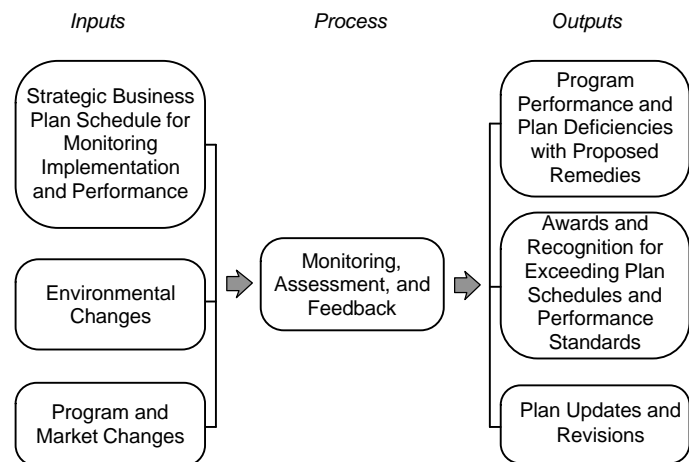 Inputs
Process
Outputs
Strategic Business
Plan Schedule for
Monitoring
Implementation
and Performance
Environmental
Changes
Program and
Market Changes
Monitoring,
Assessment, and
Feedback
Program
Performance and
Plan Deficiencies
with Proposed
Remedies
Awards and
Recognition for
Exceeding Plan
Schedules and
Performance
Standards
Plan Updates and
Revisions